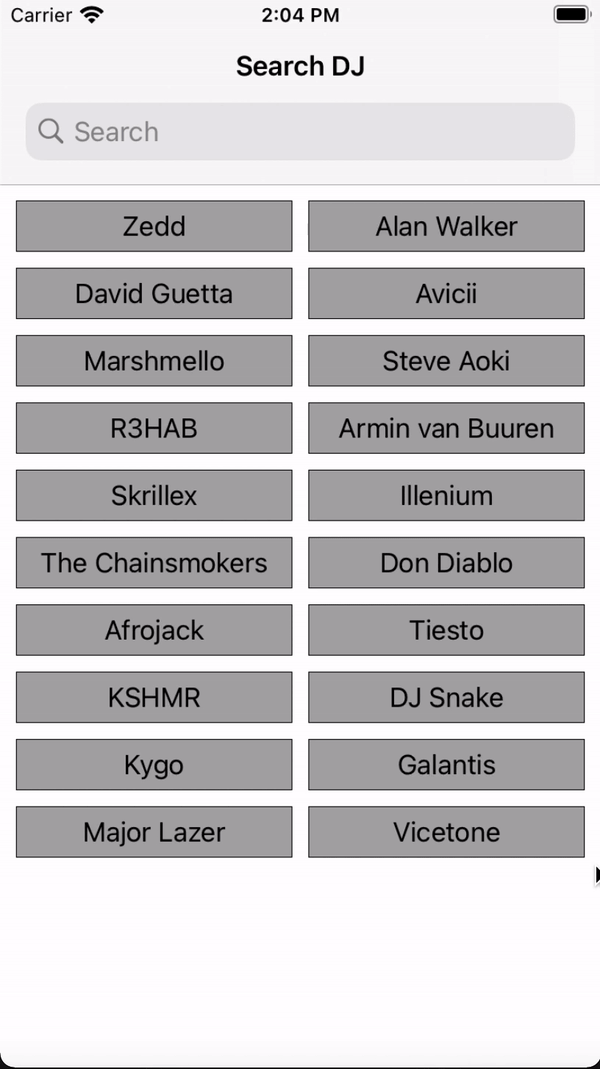 Carrier 2:04 PM
Search DJ
Search
Zedd Alan Walker
David Guetta Avicii
Marshmello Steve Aoki
R3HAB Armin van Buuren
Skrillex Illenium
The Chainsmokers Don Diablo
Afrojack Tiesto
KSHMR DJ Snake
Kygo Galantis
Major Lazer Vicetone